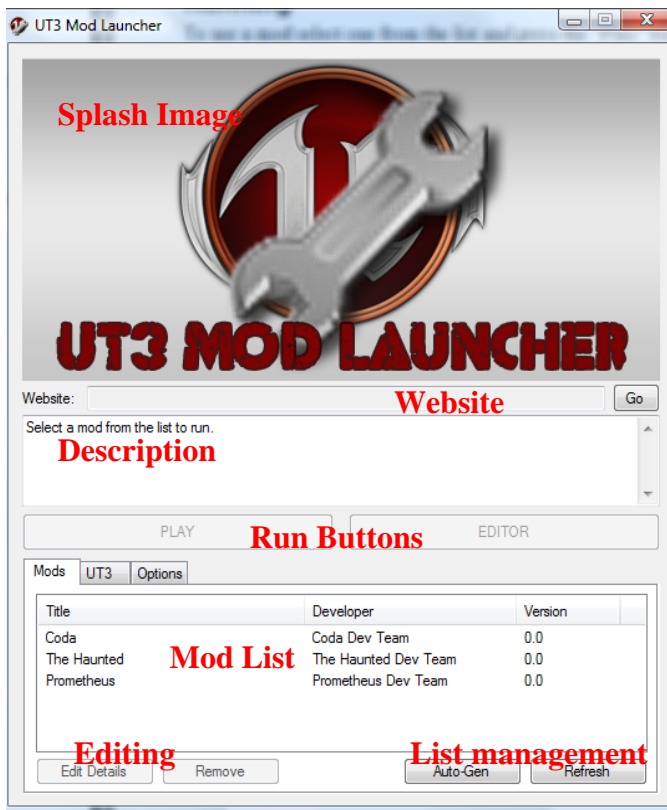 UT3 Mod Launcher
Splash Image
UT3 MOD LAUNCHER
Website: Website Go
Select a mod from the list to run.
Description
PLAY Run Buttons EDITOR
Mods UT3 Options
Title Developer Version
Coda Coda Dev Team 0.0
The Haunted Mod List The Haunted Dev Team 0.0
Prometheus Prometheus Dev Team 0.0
Editing List management
Edit Details Remove Auto-Gen Refresh